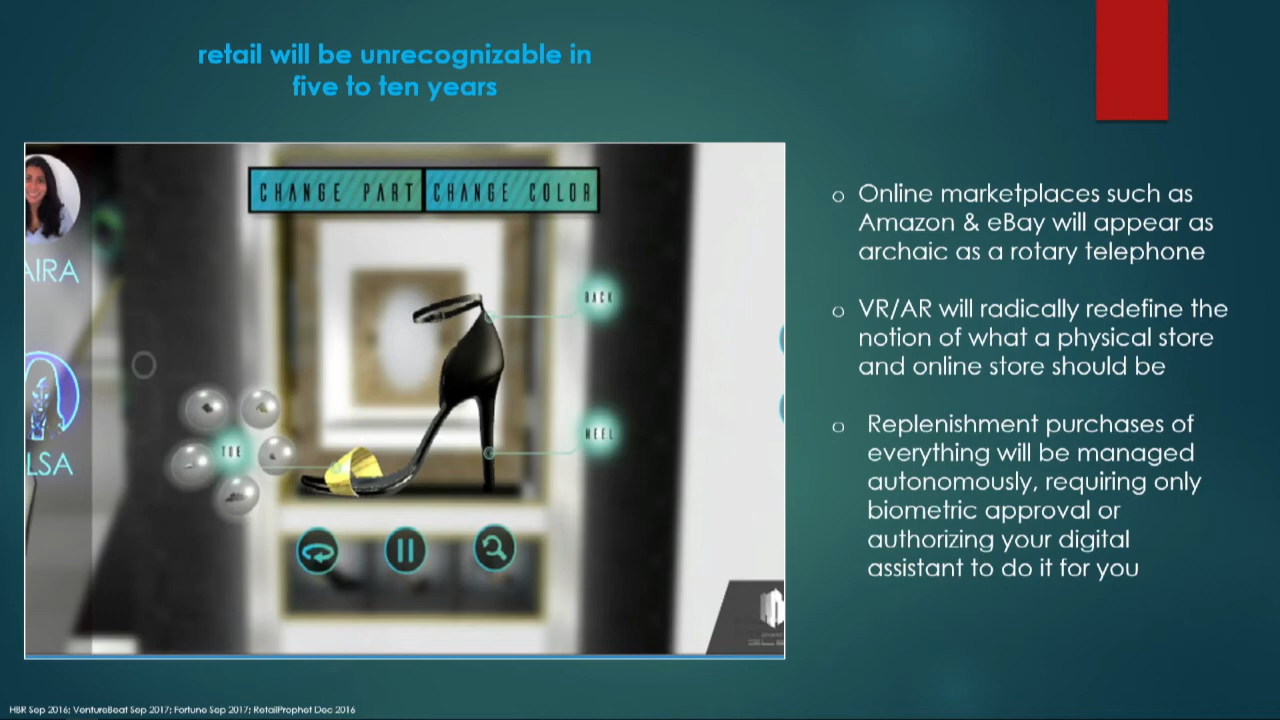 retail will be unrecognizable in
five to ten years
CHANGE PART
CHANGE COLOR
AIRA
LSA
BACK
HEEL
TOE
o Online marketplaces such as
Amazon & eBay will appear as
archaic as a rotary telephone
o VR/AR will radically redefine the
notion of what a physical store
and online store should be
o Replenishment purchases of
everything will be managed
autonomously, requiring only
biometric approval or
authorizing your digital
assistant to do it for you
HBR Sep 2016; VentureBeat Sep 2017; Fortune Sep 2017; RetailProphet Dec 2016